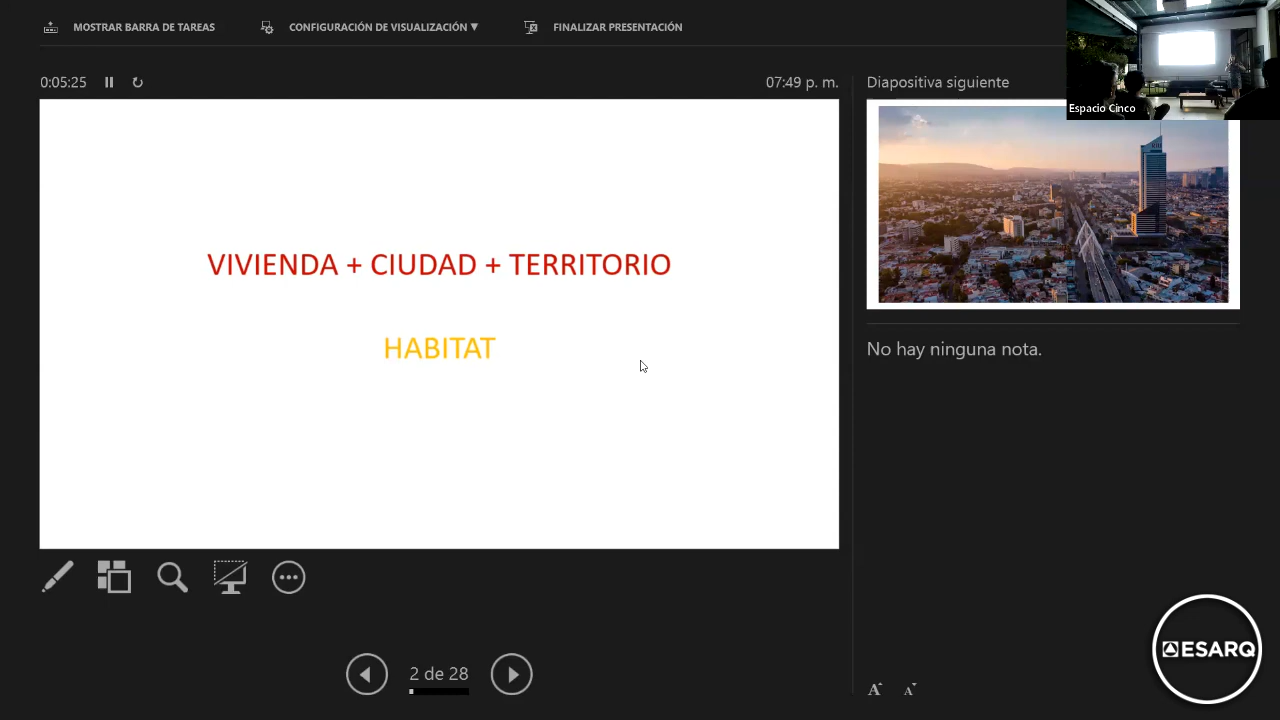 MOSTRAR BARRA DE TAREAS
CONFIGURACIÓN DE VISUALIZACIÓN ▼
FINALIZAR PRESENTACIÓN
Espacio Cinco
0:05:25
07:49 p. m.
Diapositiva siguiente
VIVIENDA + CIUDAD + TERRITORIO
HABITAT
No hay ninguna nota.
2 de 28
A A
ESARQ